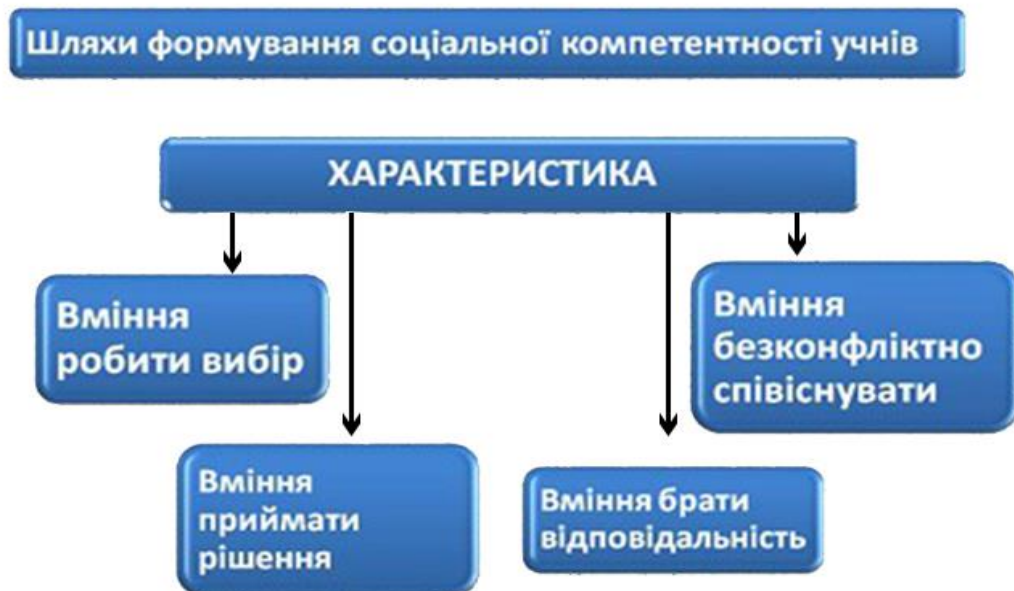 Шляхи формування соціальної компетентності учнів
ХАРАКТЕРИСТИКА
Вміння
робити вибір
Вміння
безконфліктно
співіснувати
Вміння
приймати
рішення
Вміння брати
відповідальність